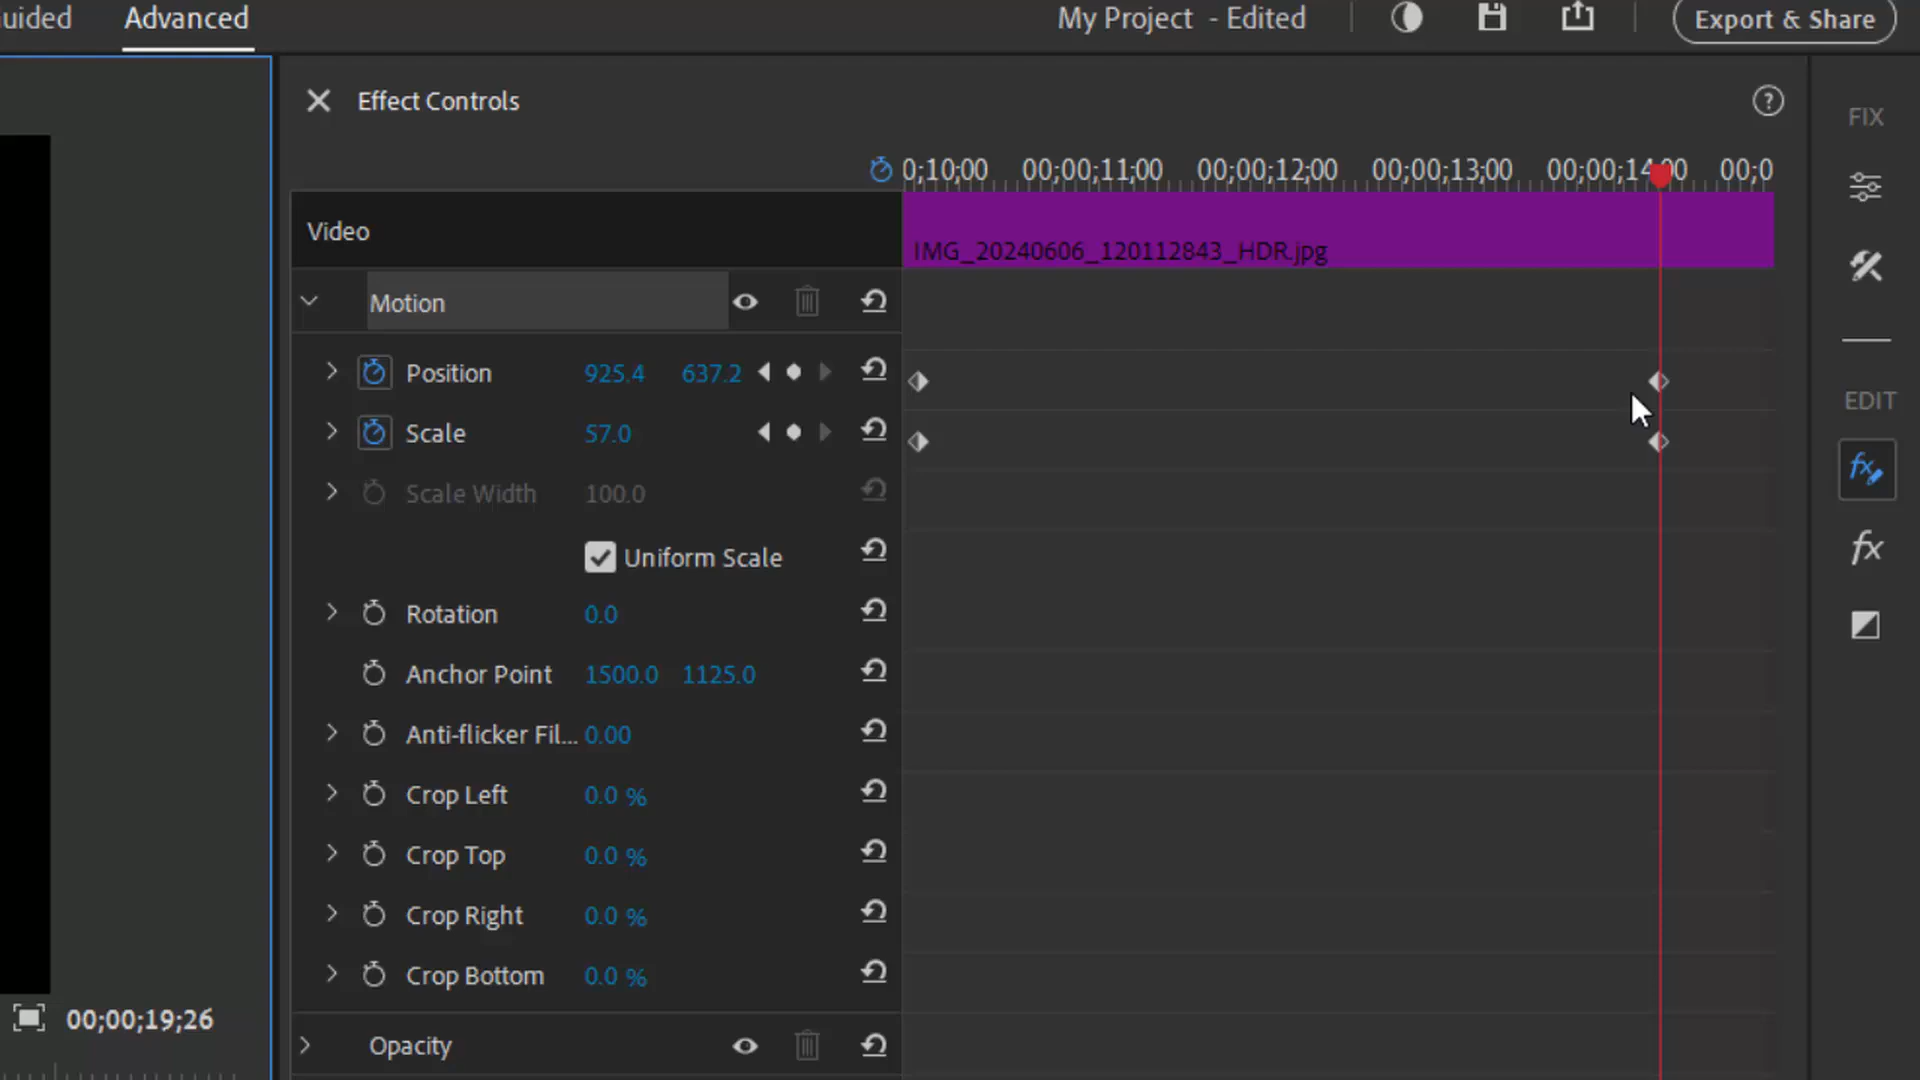 uided Advanced My Project - Edited Export & Share
Effect Controls
FIX
0;10;00 00;00;11;00 00;00;12;00 00;00;13;00 00;00;14;00 00;0
Video
IMG_20240606_120112843_HDR.jpg
Motion
Position 925.4 637.2
EDIT
Scale 57.0
Scale Width 100.0
fx
Uniform Scale
fx
Rotation 0.0
Anchor Point 1500.0 1125.0
Anti-flicker Fil... 0.00
Crop Left 0.0 %
Crop Top 0.0 %
Crop Right 0.0 %
Crop Bottom 0.0 %
00;00;19;26
Opacity